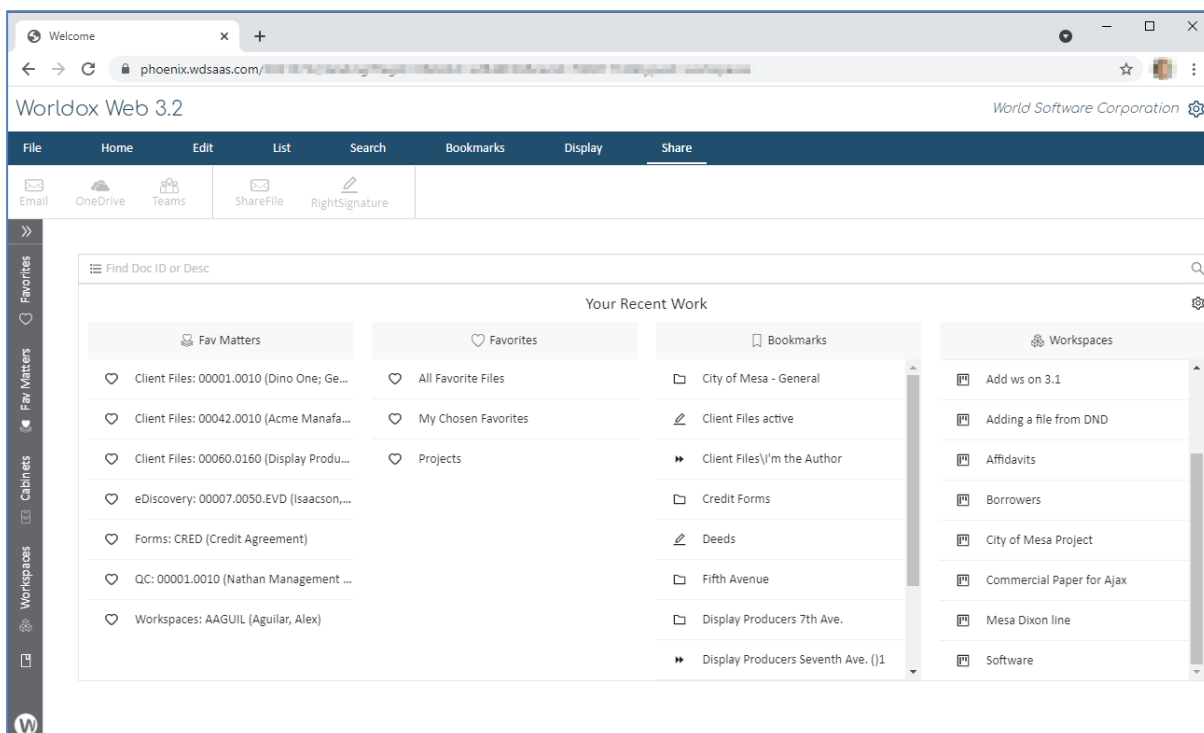 Welcome
phoenix.wdsaas.com/
Worldox Web 3.2
World Software Corporation
File Home Edit List Search Bookmarks Display Share
Email OneDrive Teams ShareFile RightSignature
Favorites
Fav Matters
Cabinets
Workspaces
Find Doc ID or Desc
Your Recent Work
Fav Matters
Client Files: 00001.0010 (Dino One; Ge...
Client Files: 00042.0010 (Acme Manafa...
Client Files: 00060.0160 (Display Produ...
eDiscovery: 00007.0050.EVD (Isaacson,...
Forms: CRED (Credit Agreement)
QC: 00001.0010 (Nathan Management ...
Workspaces: AAGUIL (Aguilar, Alex)
Favorites
All Favorite Files
My Chosen Favorites
Projects
Bookmarks
City of Mesa - General
Client Files active
Client Files\I'm the Author
Credit Forms
Deeds
Fifth Avenue
Display Producers 7th Ave.
Display Producers Seventh Ave. ()1
Workspaces
Add ws on 3.1
Adding a file from DND
Affidavits
Borrowers
City of Mesa Project
Commercial Paper for Ajax
Mesa Dixon line
Software
W